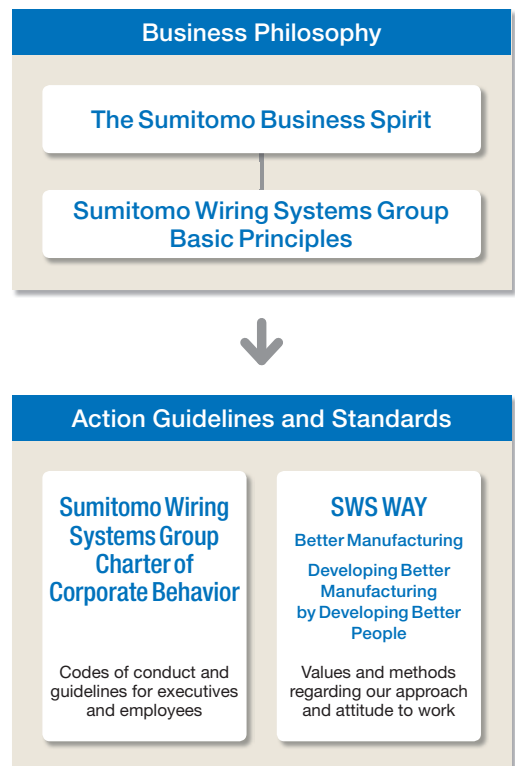 Business Philosophy
The Sumitomo Business Spirit
Sumitomo Wiring Systems Group
Basic Principles
Action Guidelines and Standards
Sumitomo Wiring
Systems Group
Charter of
Corporate Behavior
Codes of conduct and
guidelines for executives
and employees
SWS WAY
Better Manufacturing
Developing Better
Manufacturing
by Developing Better
People
Values and methods
regarding our approach
and attitude to work